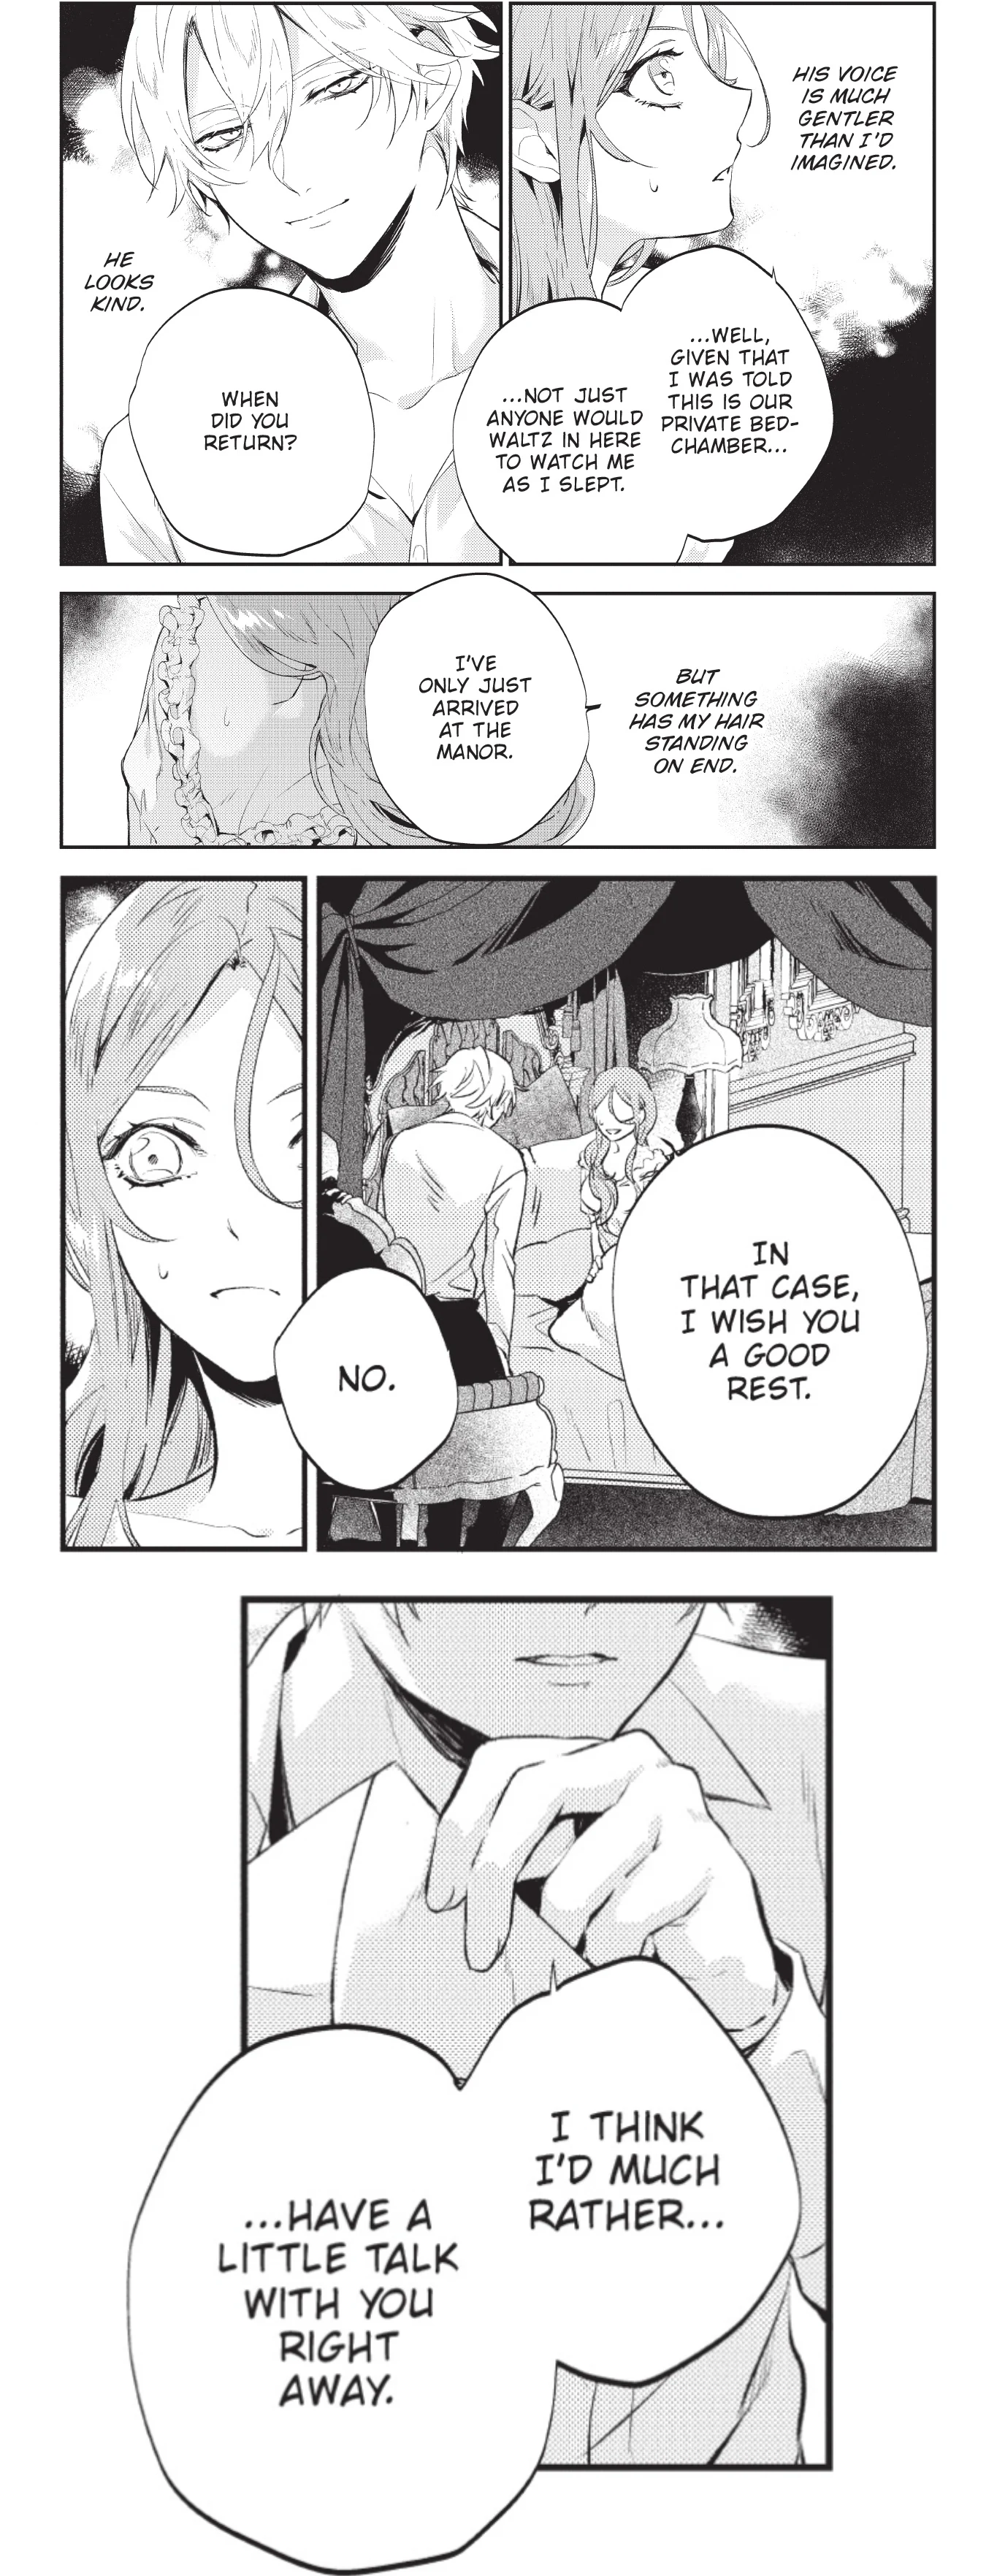 HIS VOICE
IS MUCH
GENTLER
THAN I'D
IMAGINED.
...WELL,
GIVEN THAT
I WAS TOLD
THIS IS OUR
PRIVATE BED-
CHAMBER...
...NOT JUST
ANYONE WOULD
WALTZ IN HERE
TO WATCH ME
AS I SLEPT.
HE
LOOKS
KIND.
WHEN
DID YOU
RETURN?
BUT
SOMETHING
HAS MY HAIR
STANDING
ON END.
I'VE
ONLY JUST
ARRIVED
AT THE
MANOR.
IN
THAT CASE,
I WISH YOU
A GOOD
REST.
NO.
I THINK
I'D MUCH
RATHER...
...HAVE A
LITTLE TALK
WITH YOU
RIGHT
AWAY.